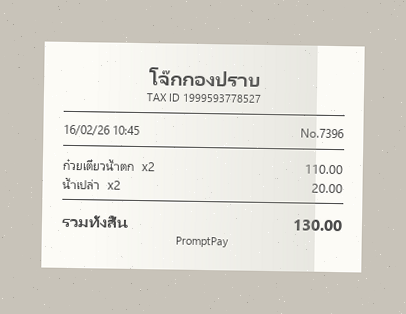 โจ๊กกองปราบ
TAX ID 1999593778527
16/02/26 10:45 No.7396
ก๋วยเตี๋ยวน้ำตก x2 110.00
น้ำเปล่า x2 20.00
รวมทั้งสิ้น 130.00
PromptPay